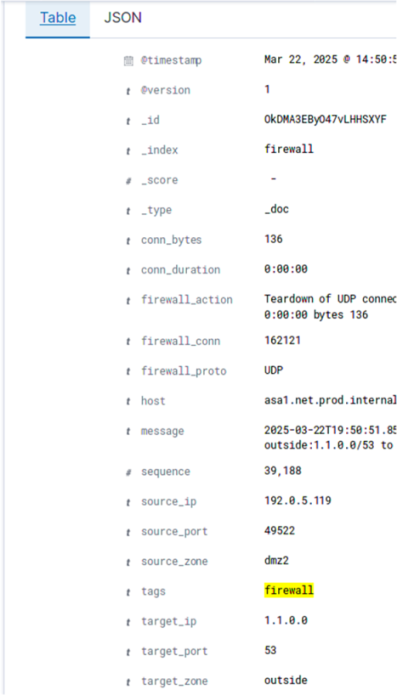 Table JSON
@timestamp Mar 22, 2025 @ 14:50:5
@version 1
_id OkDMA3EByO47vLHHSXYF
t _index firewall
# _score -
t _type _doc
t conn_bytes 136
t conn_duration 0:00:00
t firewall_action Teardown of UDP connec
0:00:00 bytes 136
t firewall_conn 162121
t firewall_proto UDP
t host asa1.net.prod.internal
t message 2025-03-22T19:50:51.85
outside:1.1.0.0/53 to
# sequence 39,188
t source_ip 192.0.5.119
t source_port 49522
t source_zone dmz2
t tags firewall
t target_ip 1.1.0.0
t target_port 53
t target_zone outside